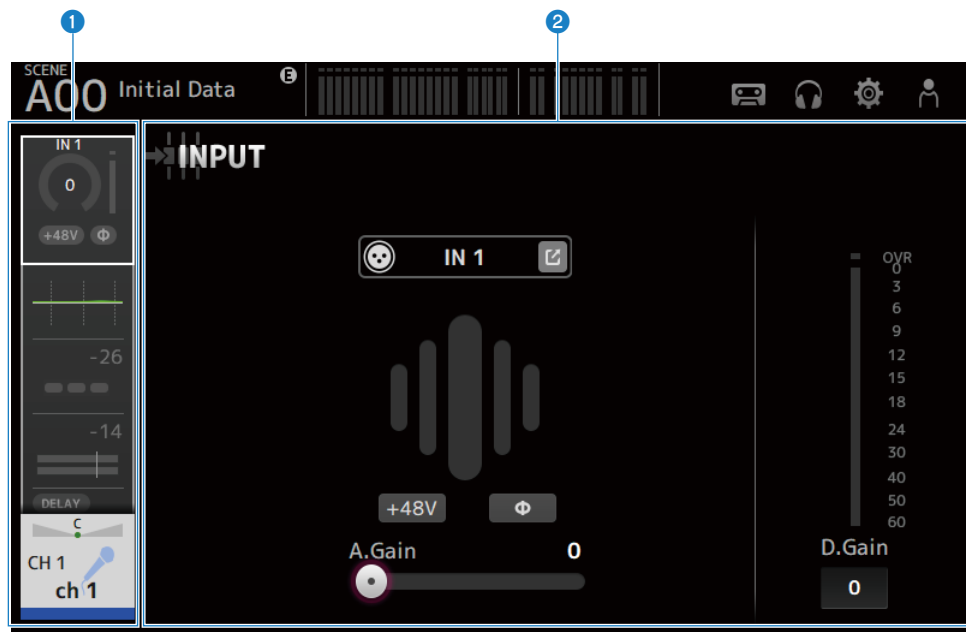 1 2
SCENE
A00 Initial Data E
IN 1
0
+48V Φ
-26
-14
DELAY
C
CH 1
ch 1
INPUT
IN 1
+48V Φ
A.Gain 0
OVR
0
3
6
9
12
15
18
24
30
40
50
60
D.Gain
0